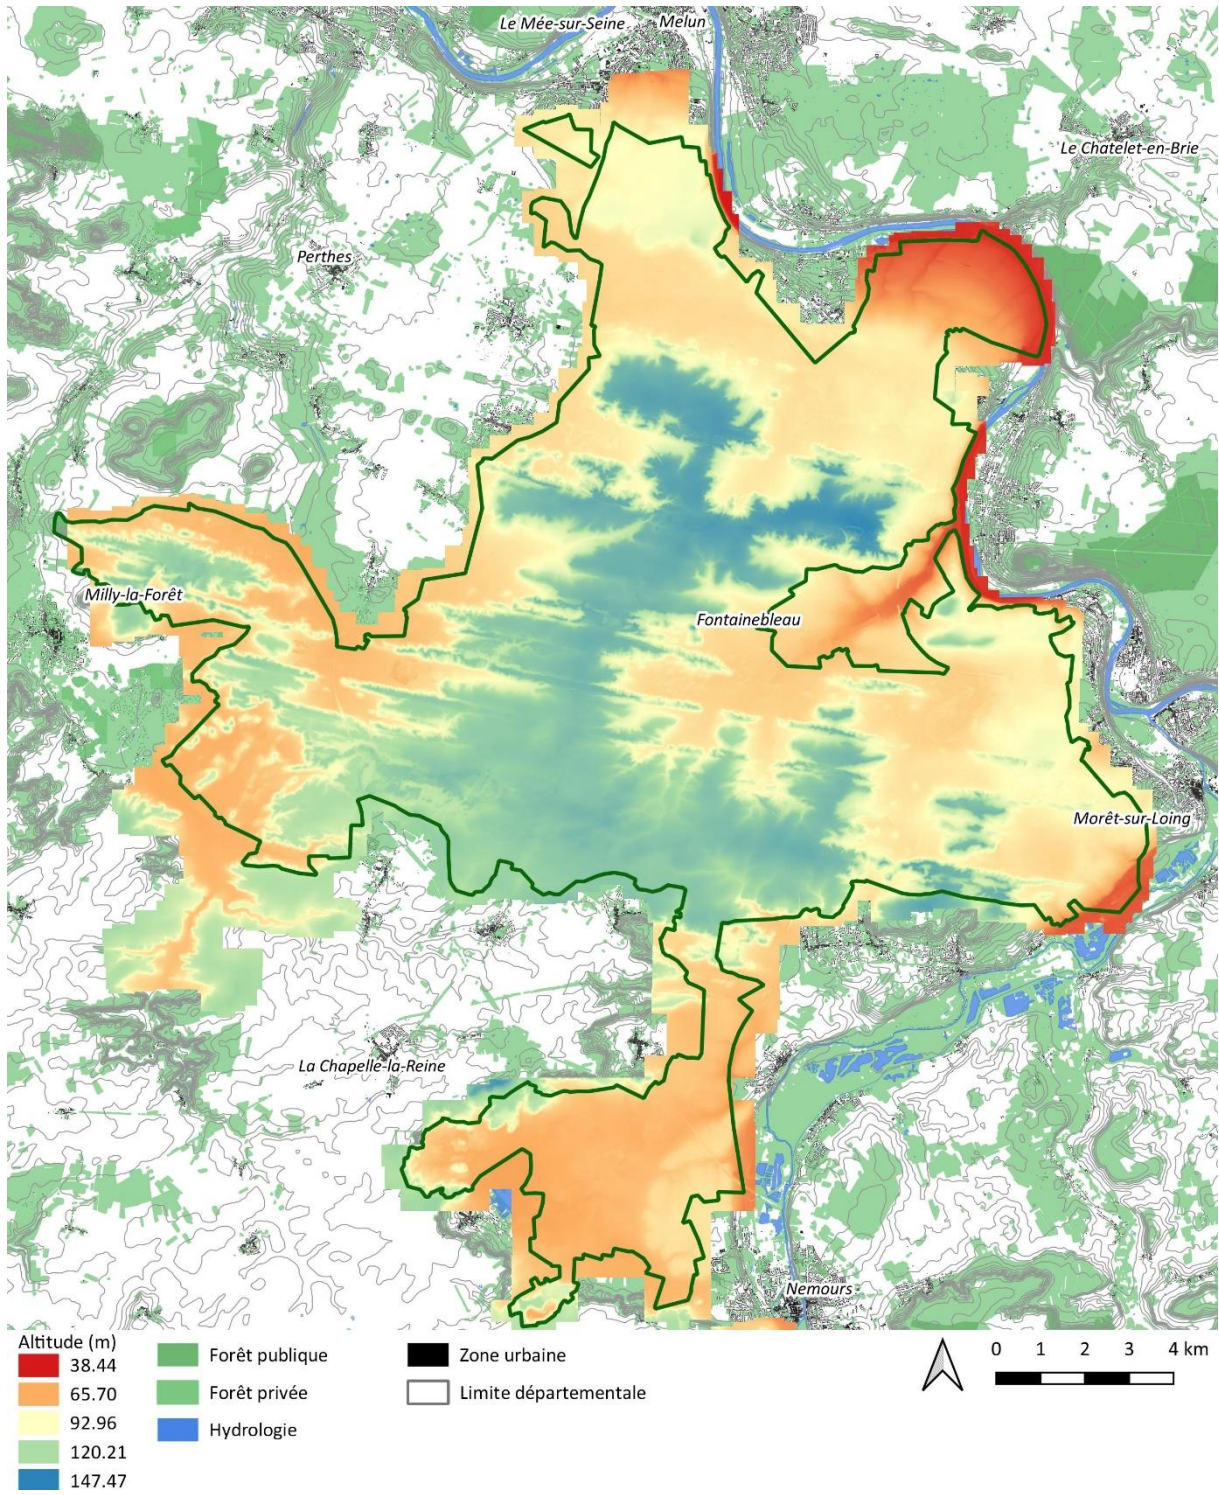 Le Mée-sur-Seine
Melun
Le Chatelet-en-Brie
Perthes
Milly-la-Forêt
Fontainebleau
Morêt-sur-Loing
La Chapelle-la-Reine
Nemours
Altitude (m)
38.44
65.70
92.96
120.21
147.47
Forêt publique
Forêt privée
Hydrologie
Zone urbaine
Limite départementale
0 1 2 3 4 km